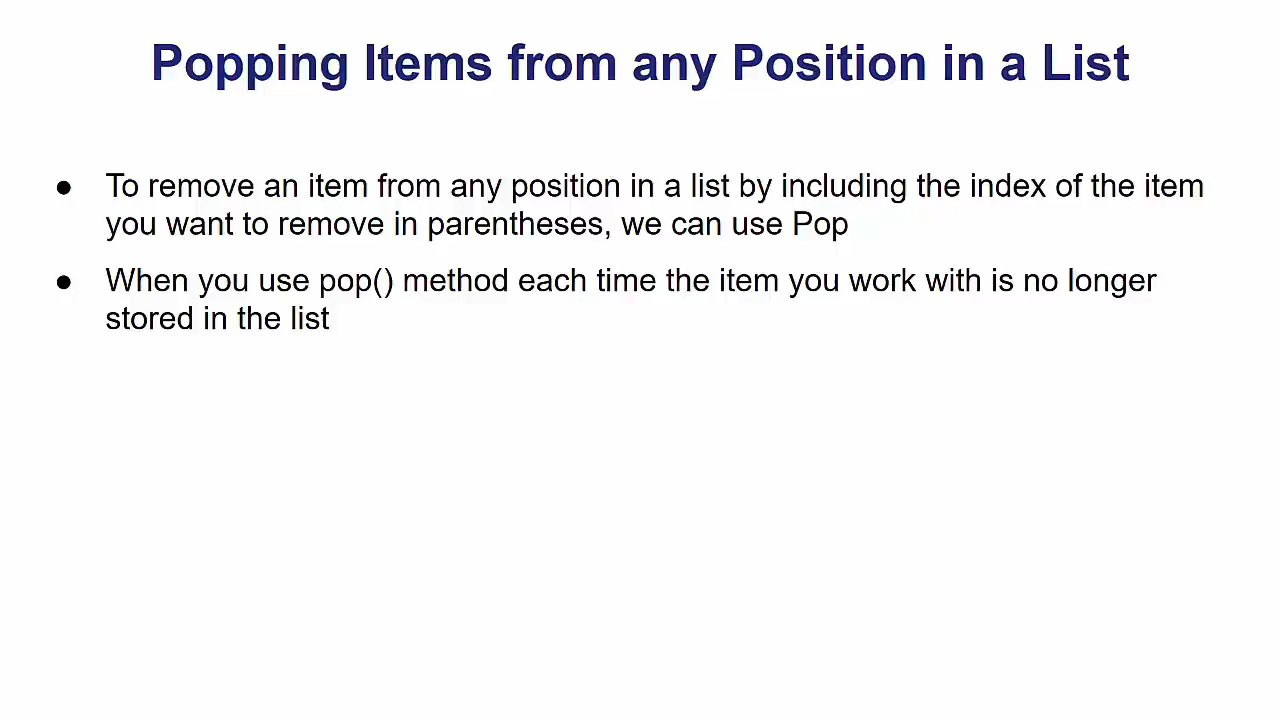 Popping Items from any Position in a List
● To remove an item from any position in a list by including the index of the item
you want to remove in parentheses, we can use Pop
● When you use pop() method each time the item you work with is no longer
stored in the list